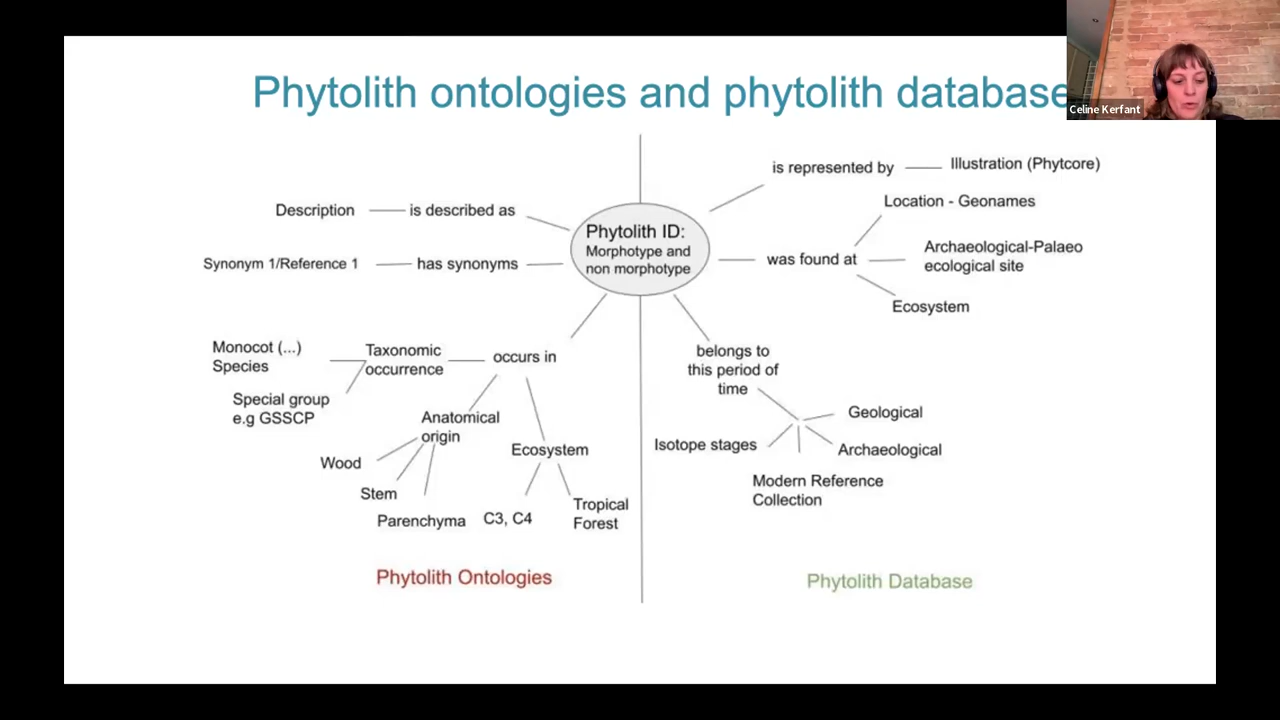 Phytolith ontologies and phytolith database
Celine Kerfant
Description
is described as
Synonym 1/Reference 1
has synonyms
Phytolith ID:
Morphotype and
non morphotype
is represented by
Illustration (Phytcore)
Location - Geonames
was found at
Archaeological-Palaeo
ecological site
Ecosystem
Monocot (...)
Species
Taxonomic
occurrence
occurs in
Special group
e.g GSSCP
Anatomical
origin
Wood
Stem
Parenchyma
Ecosystem
C3, C4
Tropical
Forest
belongs to
this period of
time
Geological
Isotope stages
Archaeological
Modern Reference
Collection
Phytolith Ontologies
Phytolith Database